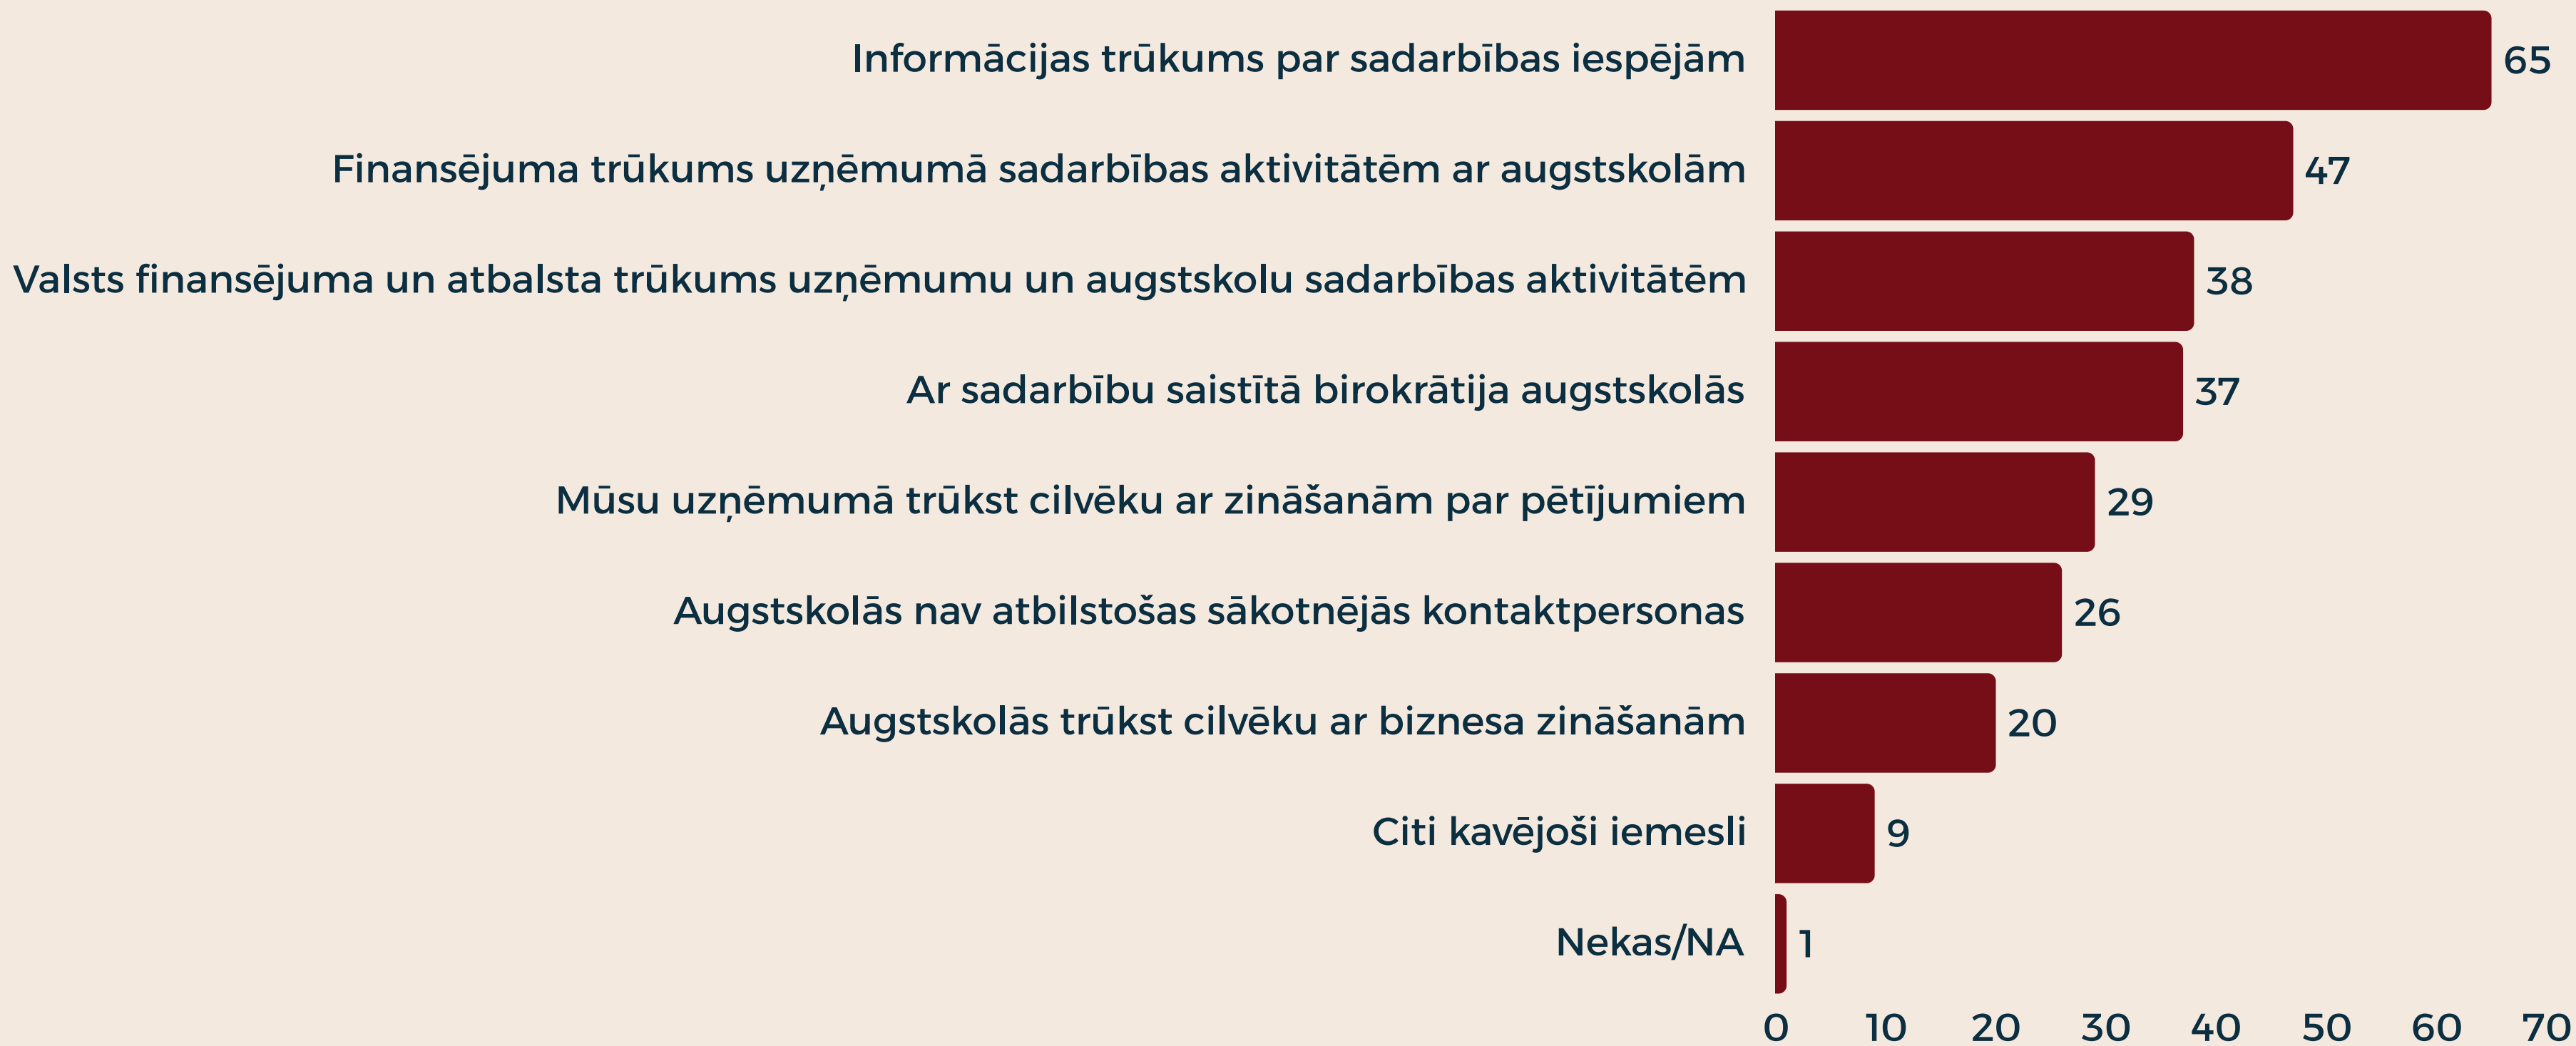 Informācijas trūkums par sadarbības iespējām 65
Finansējuma trūkums uzņēmumā sadarbības aktivitātēm ar augstskolām 47
Valsts finansējuma un atbalsta trūkums uzņēmumu un augstskolu sadarbības aktivitātēm 38
Ar sadarbību saistītā birokrātija augstskolās 37
Mūsu uzņēmumā trūkst cilvēku ar zināšanām par pētījumiem 29
Augstskolās nav atbilstošas sākotnējās kontaktpersonas 26
Augstskolās trūkst cilvēku ar biznesa zināšanām 20
Citi kavējoši iemesli 9
Nekas/NA 1
0 10 20 30 40 50 60 70